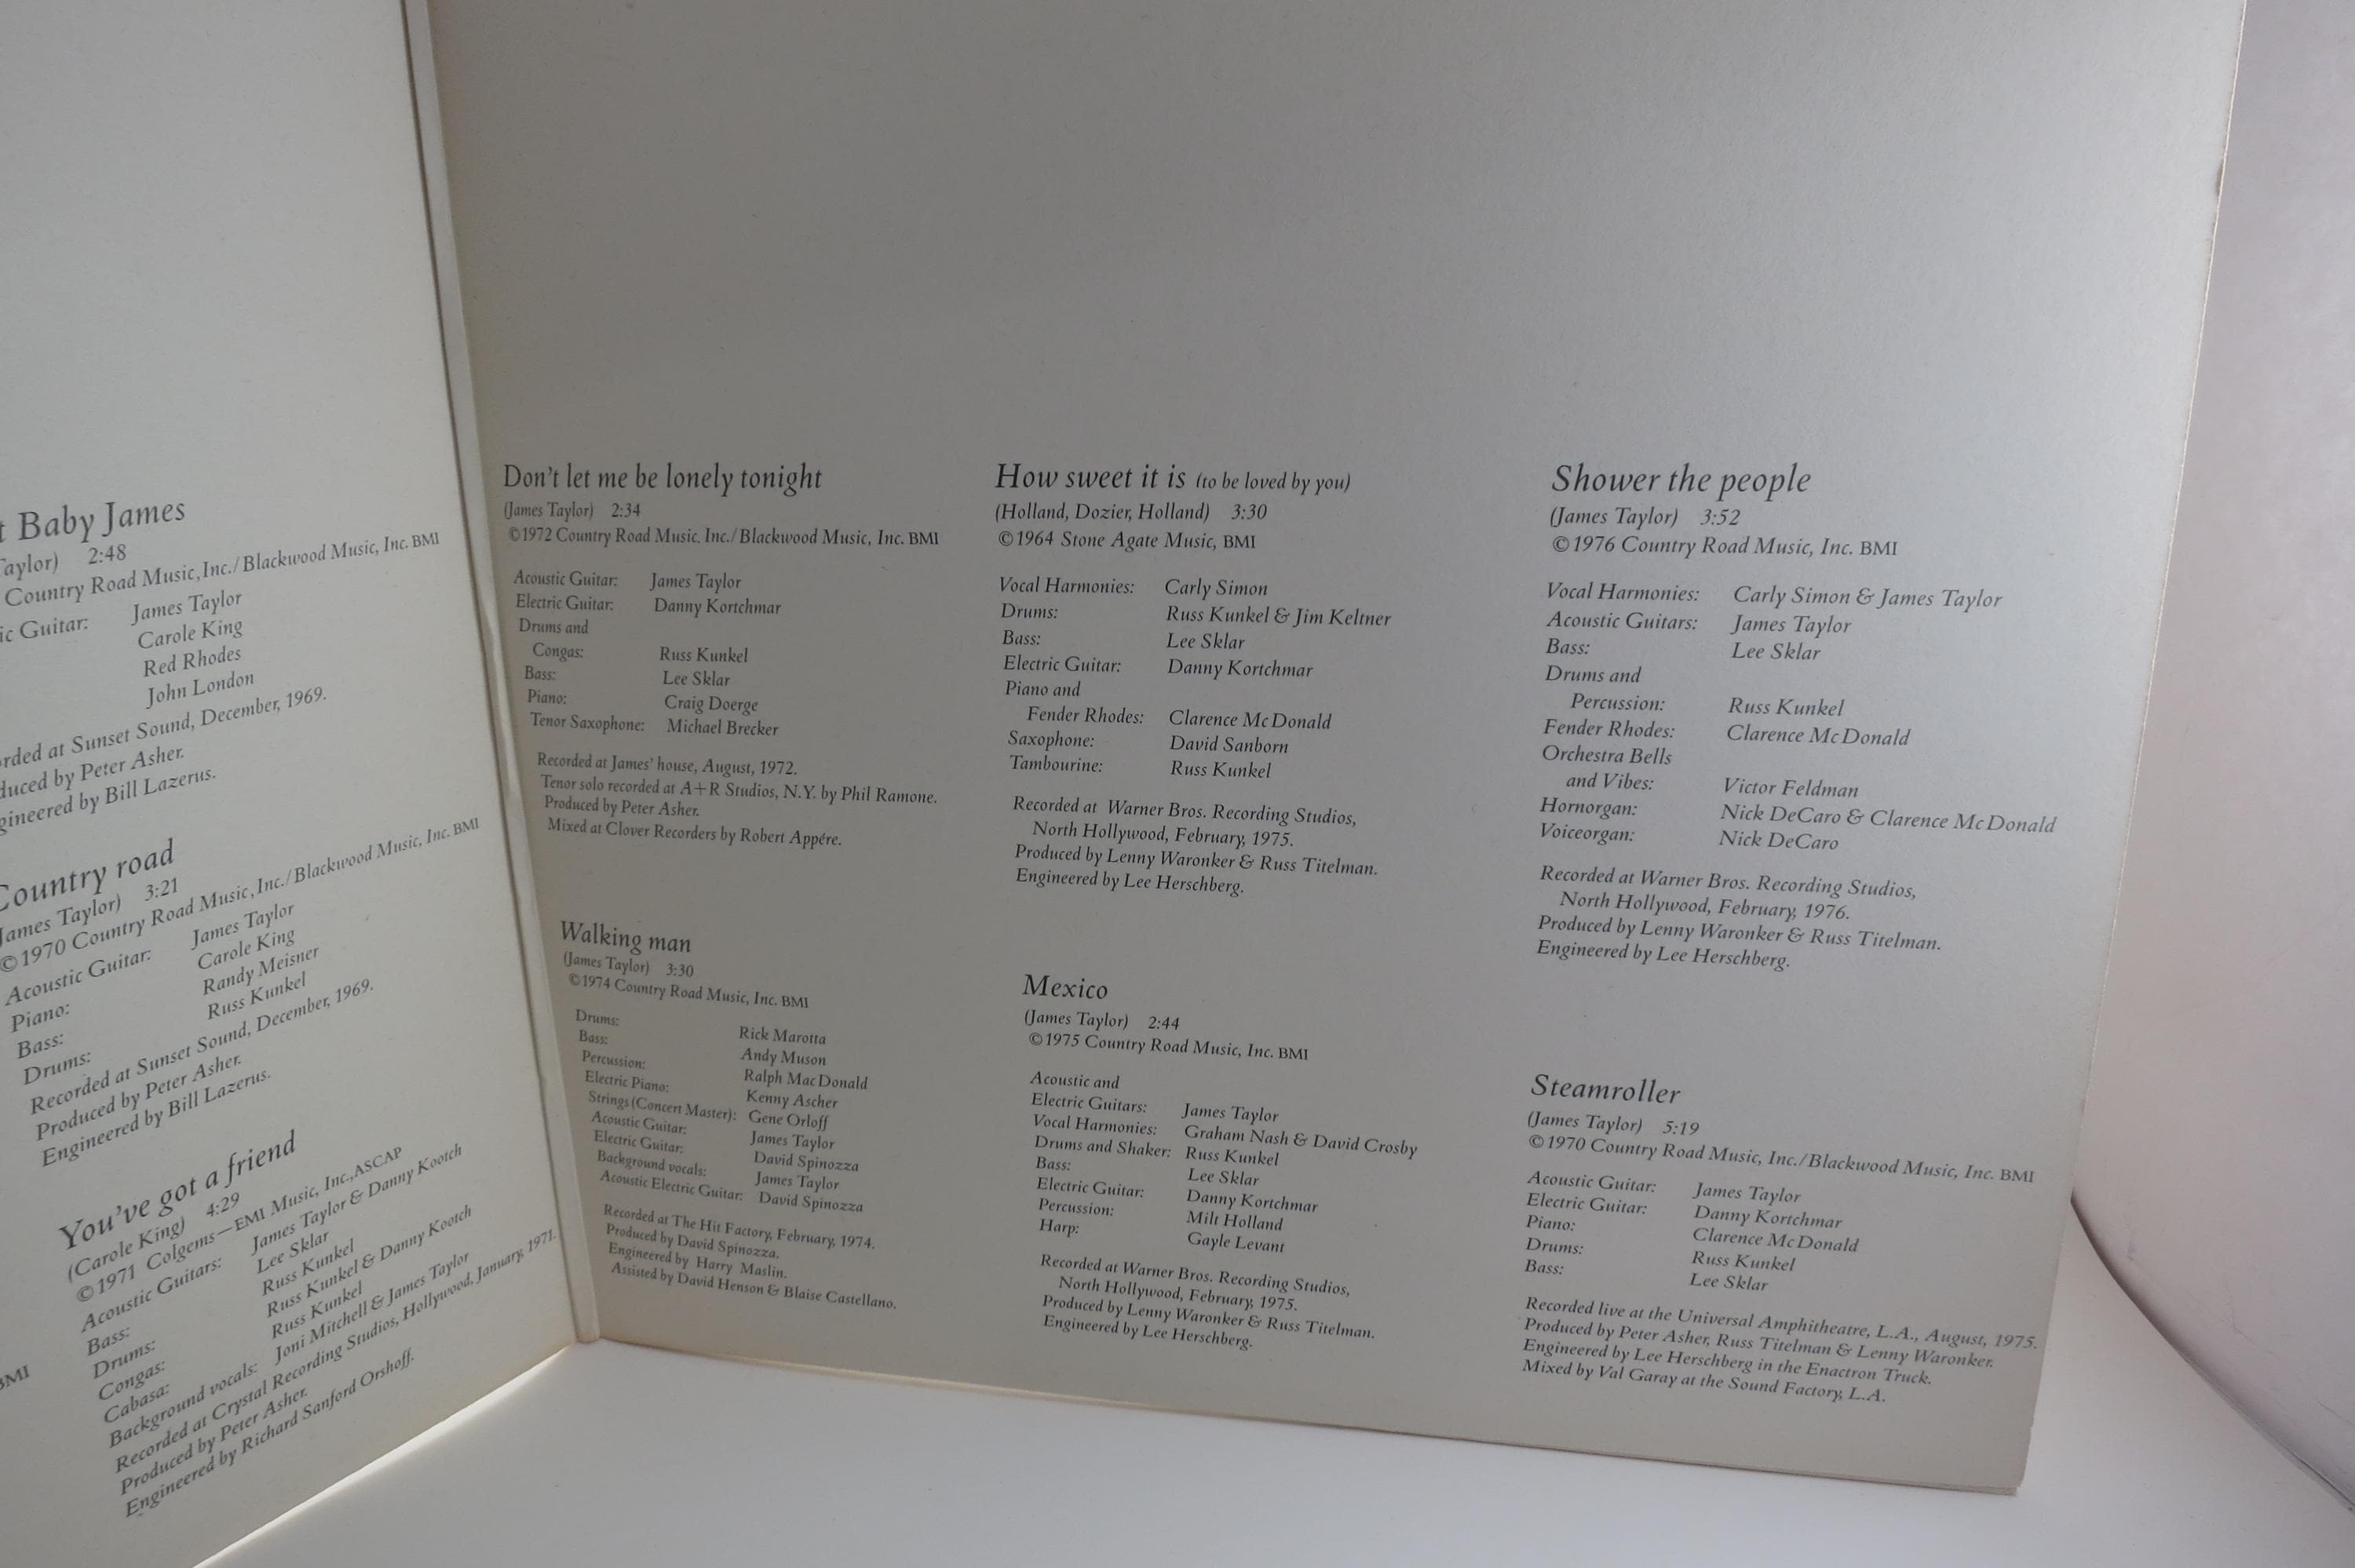 Baby James
2:48
Country Road Music, Inc./Blackwood Music, Inc. BMI
Guitar: James Taylor
Carole King
Red Rhodes
John London
at Sunset Sound, December, 1969.
by Peter Asher.
by Bill Lazerus.
Country road
James Taylor) 3:21
©1970 Country Road Music, Inc./Blackwood Music, Inc. BMI
Acoustic Guitar: James Taylor
Piano: Carole King
Bass: Randy Meisner
Drums: Russ Kunkel
Recorded at Sunset Sound, December, 1969.
Produced by Peter Asher.
Engineered by Bill Lazerus.
You've got a friend
(Carole King) 4:29
©1971 Colgems—EMI Music, Inc., ASCAP
Acoustic Guitars: James Taylor & Danny Kootch
Bass: Lee Sklar
Drums: Russ Kunkel
Congas: Russ Kunkel & Danny Kootch
Cabasa: Russ Kunkel
Background vocals: Joni Mitchell & James Taylor
Recorded at Crystal Recording Studios, Hollywood, January, 1971.
Produced by Peter Asher.
Engineered by Richard Sanford Orshoff.
BMI
Don't let me be lonely tonight
(James Taylor) 2:34
©1972 Country Road Music. Inc./Blackwood Music, Inc. BMI
Acoustic Guitar: James Taylor
Electric Guitar: Danny Kortchmar
Drums and
Congas: Russ Kunkel
Bass: Lee Sklar
Piano: Craig Doerge
Tenor Saxophone: Michael Brecker
Recorded at James' house, August, 1972.
Tenor solo recorded at A+R Studios, N.Y. by Phil Ramone.
Produced by Peter Asher.
Mixed at Clover Recorders by Robert Appére.
Walking man
(James Taylor) 3:30
©1974 Country Road Music, Inc. BMI
Drums: Rick Marotta
Bass: Andy Muson
Percussion: Ralph MacDonald
Electric Piano: Kenny Ascher
Strings (Concert Master): Gene Orloff
Acoustic Guitar: James Taylor
Electric Guitar: David Spinozza
Background vocals: James Taylor
Acoustic Electric Guitar: David Spinozza
Recorded at The Hit Factory, February, 1974.
Produced by David Spinozza.
Engineered by Harry Maslin.
Assisted by David Henson & Blaise Castellano.
How sweet it is (to be loved by you)
(Holland, Dozier, Holland) 3:30
©1964 Stone Agate Music, BMI
Vocal Harmonies: Carly Simon
Drums: Russ Kunkel & Jim Keltner
Bass: Lee Sklar
Electric Guitar: Danny Kortchmar
Piano and
Fender Rhodes: Clarence McDonald
Saxophone: David Sanborn
Tambourine: Russ Kunkel
Recorded at Warner Bros. Recording Studios,
North Hollywood, February, 1975.
Produced by Lenny Waronker & Russ Titelman.
Engineered by Lee Herschberg.
Mexico
(James Taylor) 2:44
©1975 Country Road Music, Inc. BMI
Acoustic and
Electric Guitars: James Taylor
Vocal Harmonies: Graham Nash & David Crosby
Drums and Shaker: Russ Kunkel
Bass: Lee Sklar
Electric Guitar: Danny Kortchmar
Percussion: Milt Holland
Harp: Gayle Levant
Recorded at Warner Bros. Recording Studios,
North Hollywood, February, 1975.
Produced by Lenny Waronker & Russ Titelman.
Engineered by Lee Herschberg.
Shower the people
(James Taylor) 3:52
©1976 Country Road Music, Inc. BMI
Vocal Harmonies: Carly Simon & James Taylor
Acoustic Guitars: James Taylor
Bass: Lee Sklar
Drums and
Percussion: Russ Kunkel
Fender Rhodes: Clarence McDonald
Orchestra Bells
and Vibes: Victor Feldman
Hornorgan: Nick DeCaro & Clarence McDonald
Voiceorgan: Nick DeCaro
Recorded at Warner Bros. Recording Studios,
North Hollywood, February, 1976.
Produced by Lenny Waronker & Russ Titelman.
Engineered by Lee Herschberg.
Steamroller
(James Taylor) 5:19
©1970 Country Road Music, Inc./Blackwood Music, Inc. BMI
Acoustic Guitar: James Taylor
Electric Guitar: Danny Kortchmar
Piano: Clarence McDonald
Drums: Russ Kunkel
Bass: Lee Sklar
Recorded live at the Universal Amphitheatre, L.A., August, 1975.
Produced by Peter Asher, Russ Titelman & Lenny Waronker.
Engineered by Lee Herschberg in the Enactron Truck.
Mixed by Val Garay at the Sound Factory, L.A.